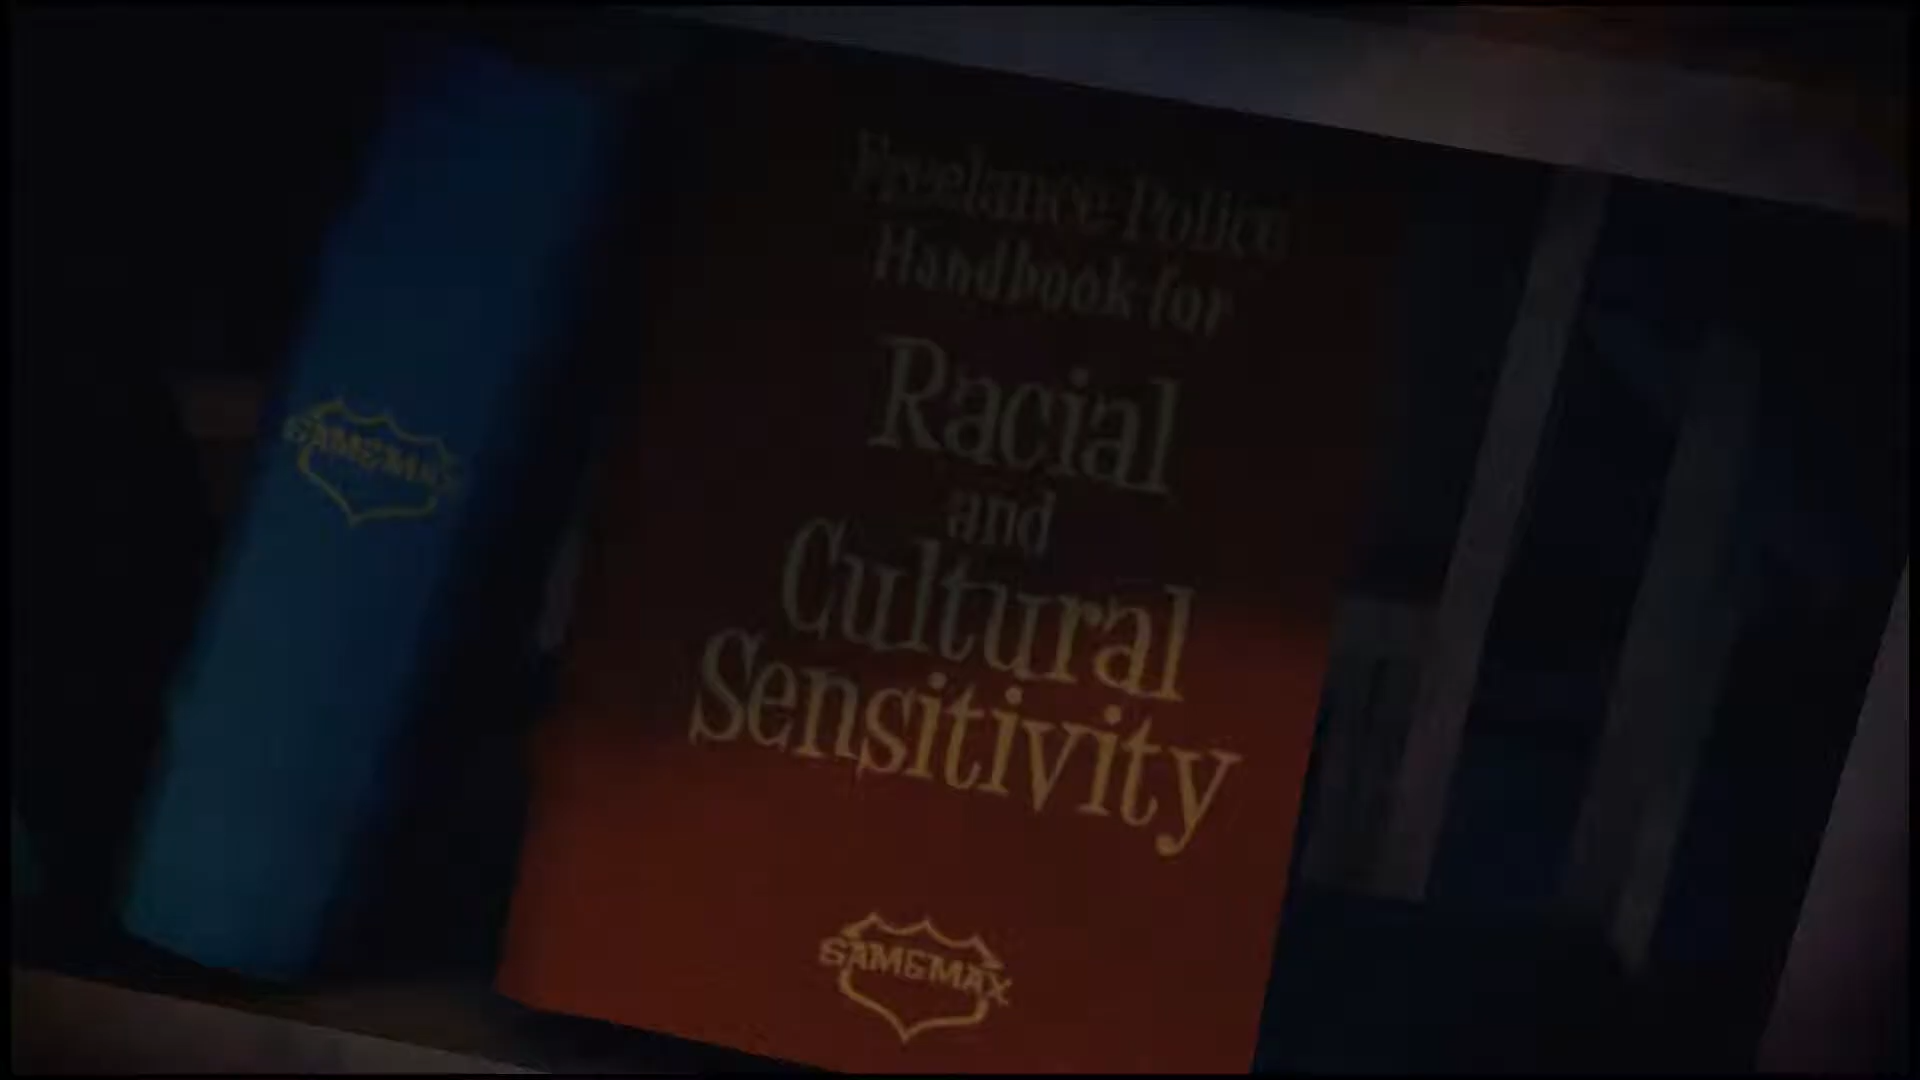 Freelance Police
Handbook for
Racial
and
Cultural
Sensitivity
SAM&MAX
SAM&MAX